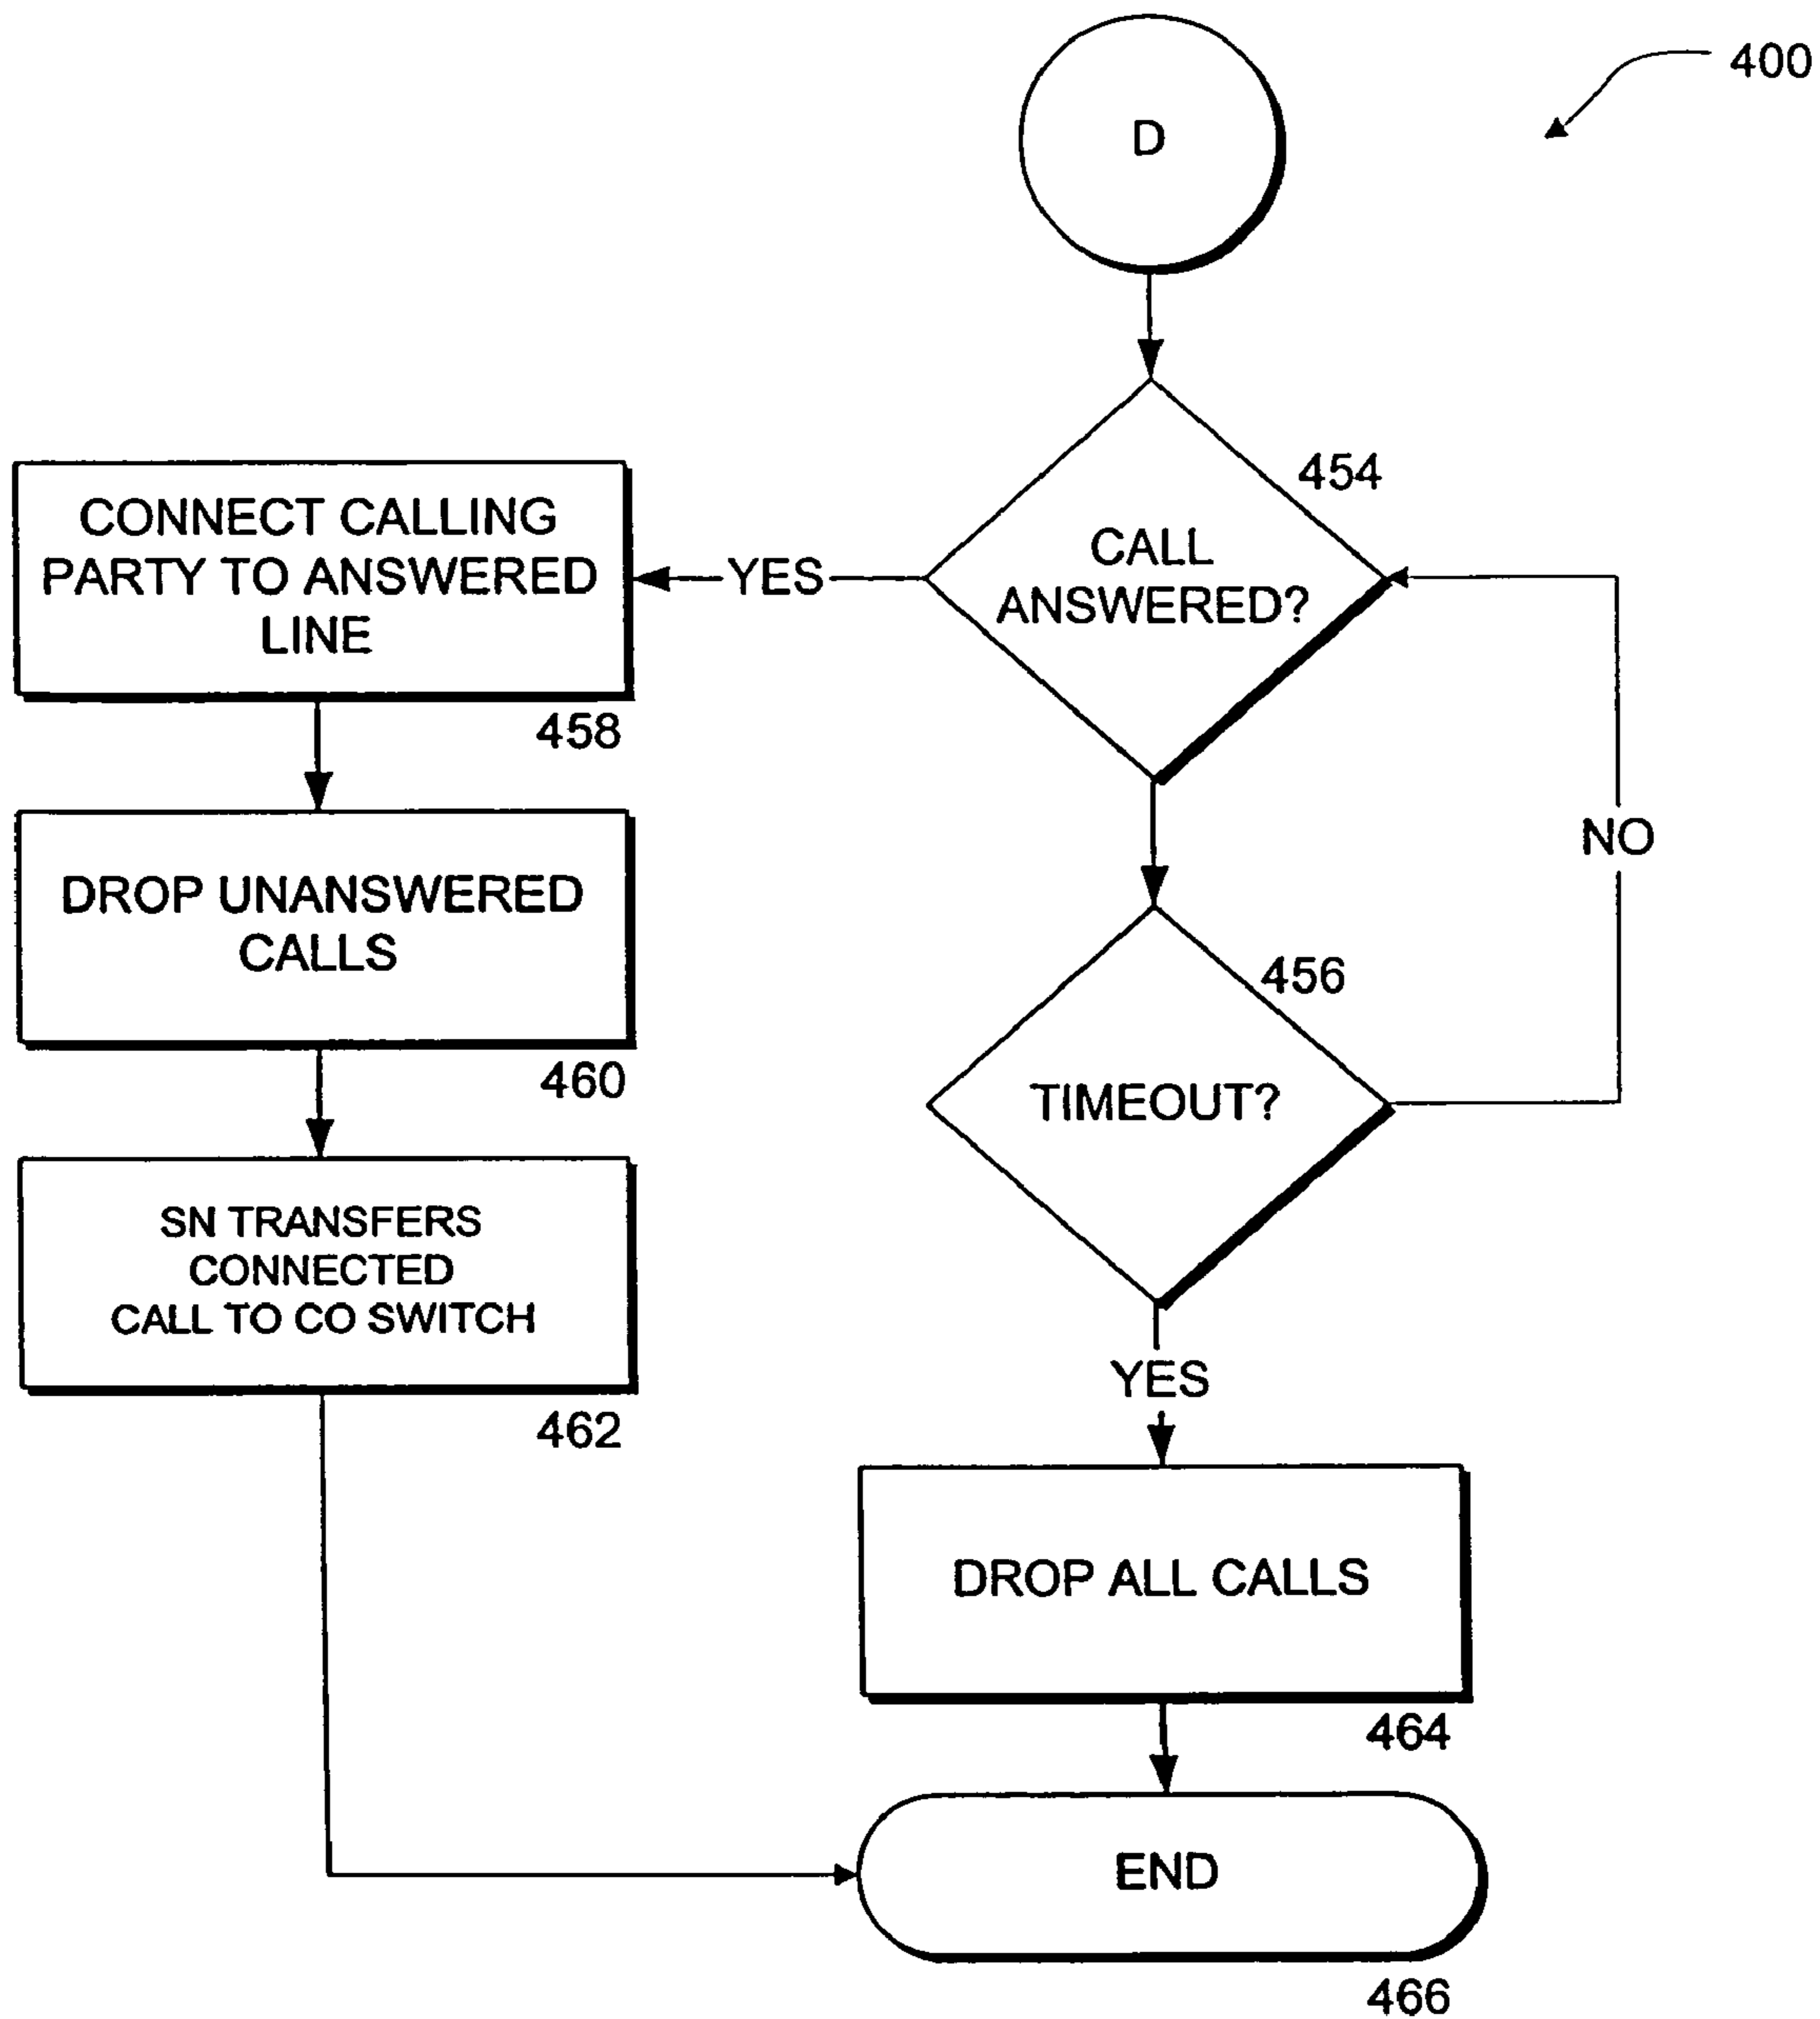 400
D
454
CALL
ANSWERED?
YES
CONNECT CALLING
PARTY TO ANSWERED
LINE
458
NO
DROP UNANSWERED
CALLS
460
456
TIMEOUT?
SN TRANSFERS
CONNECTED
CALL TO CO SWITCH
462
YES
DROP ALL CALLS
464
END
466